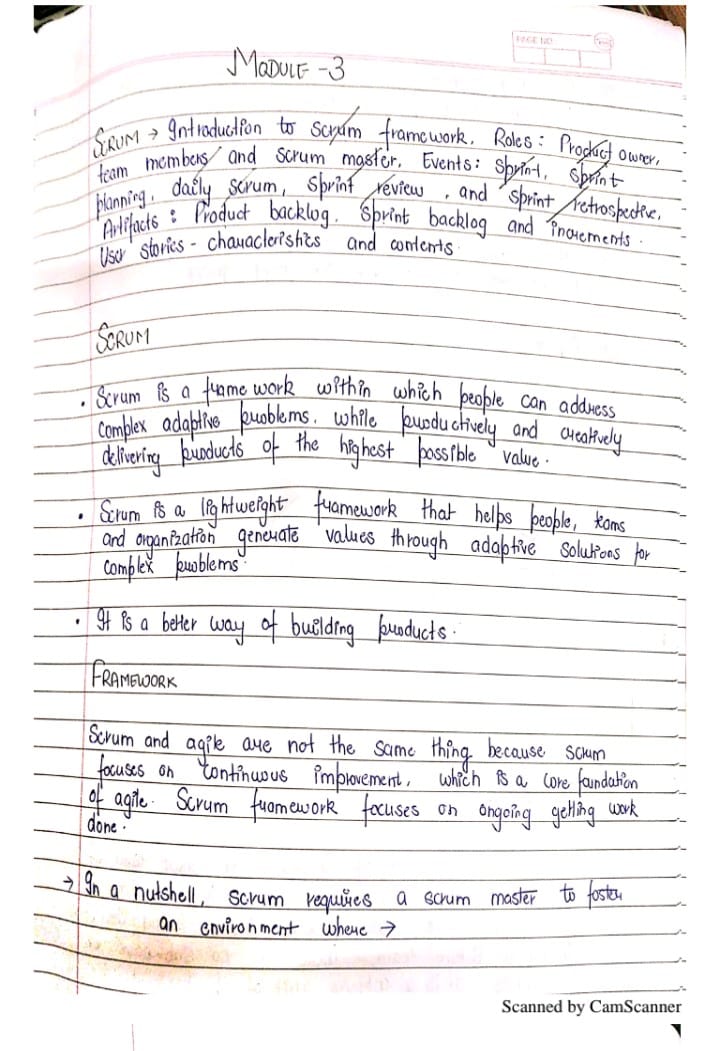 PAGE NO
MODULE - 3
SCRUM → Introduction to scrum framework. Roles : Product owner,
team members and scrum master. Events : Sprint, sprint
planning, daily scrum, sprint review, and sprint retrospective.
Artifacts : Product backlog. Sprint backlog and increments.
User stories - characteristics and contents.
SCRUM
• Scrum is a framework within which people can address
complex adaptive problems. while productively and creatively
delivering products of the highest possible value.
• Scrum is a lightweight framework that helps people, teams
and organization generate values through adaptive solutions for
complex problems.
• It is a better way of building products.
FRAMEWORK
Scrum and agile are not the same thing because scrum
focuses on continuous improvement, which is a core foundation
of agile. Scrum framework focuses on ongoing getting work
done.
→ In a nutshell, scrum requires a scrum master to foster
an environment where →
Scanned by CamScanner